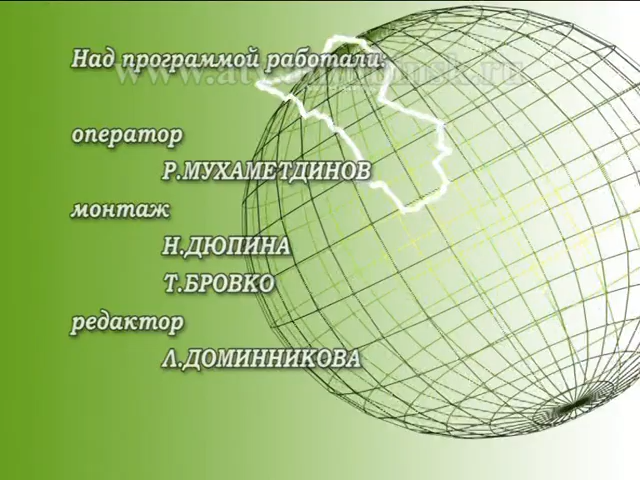 Над программой работали:
оператор
Р.МУХАМЕТДИНОВ
монтаж
Н.ДЮПИНА
Т.БРОВКО
редактор
Л.ДОМИННИКОВА